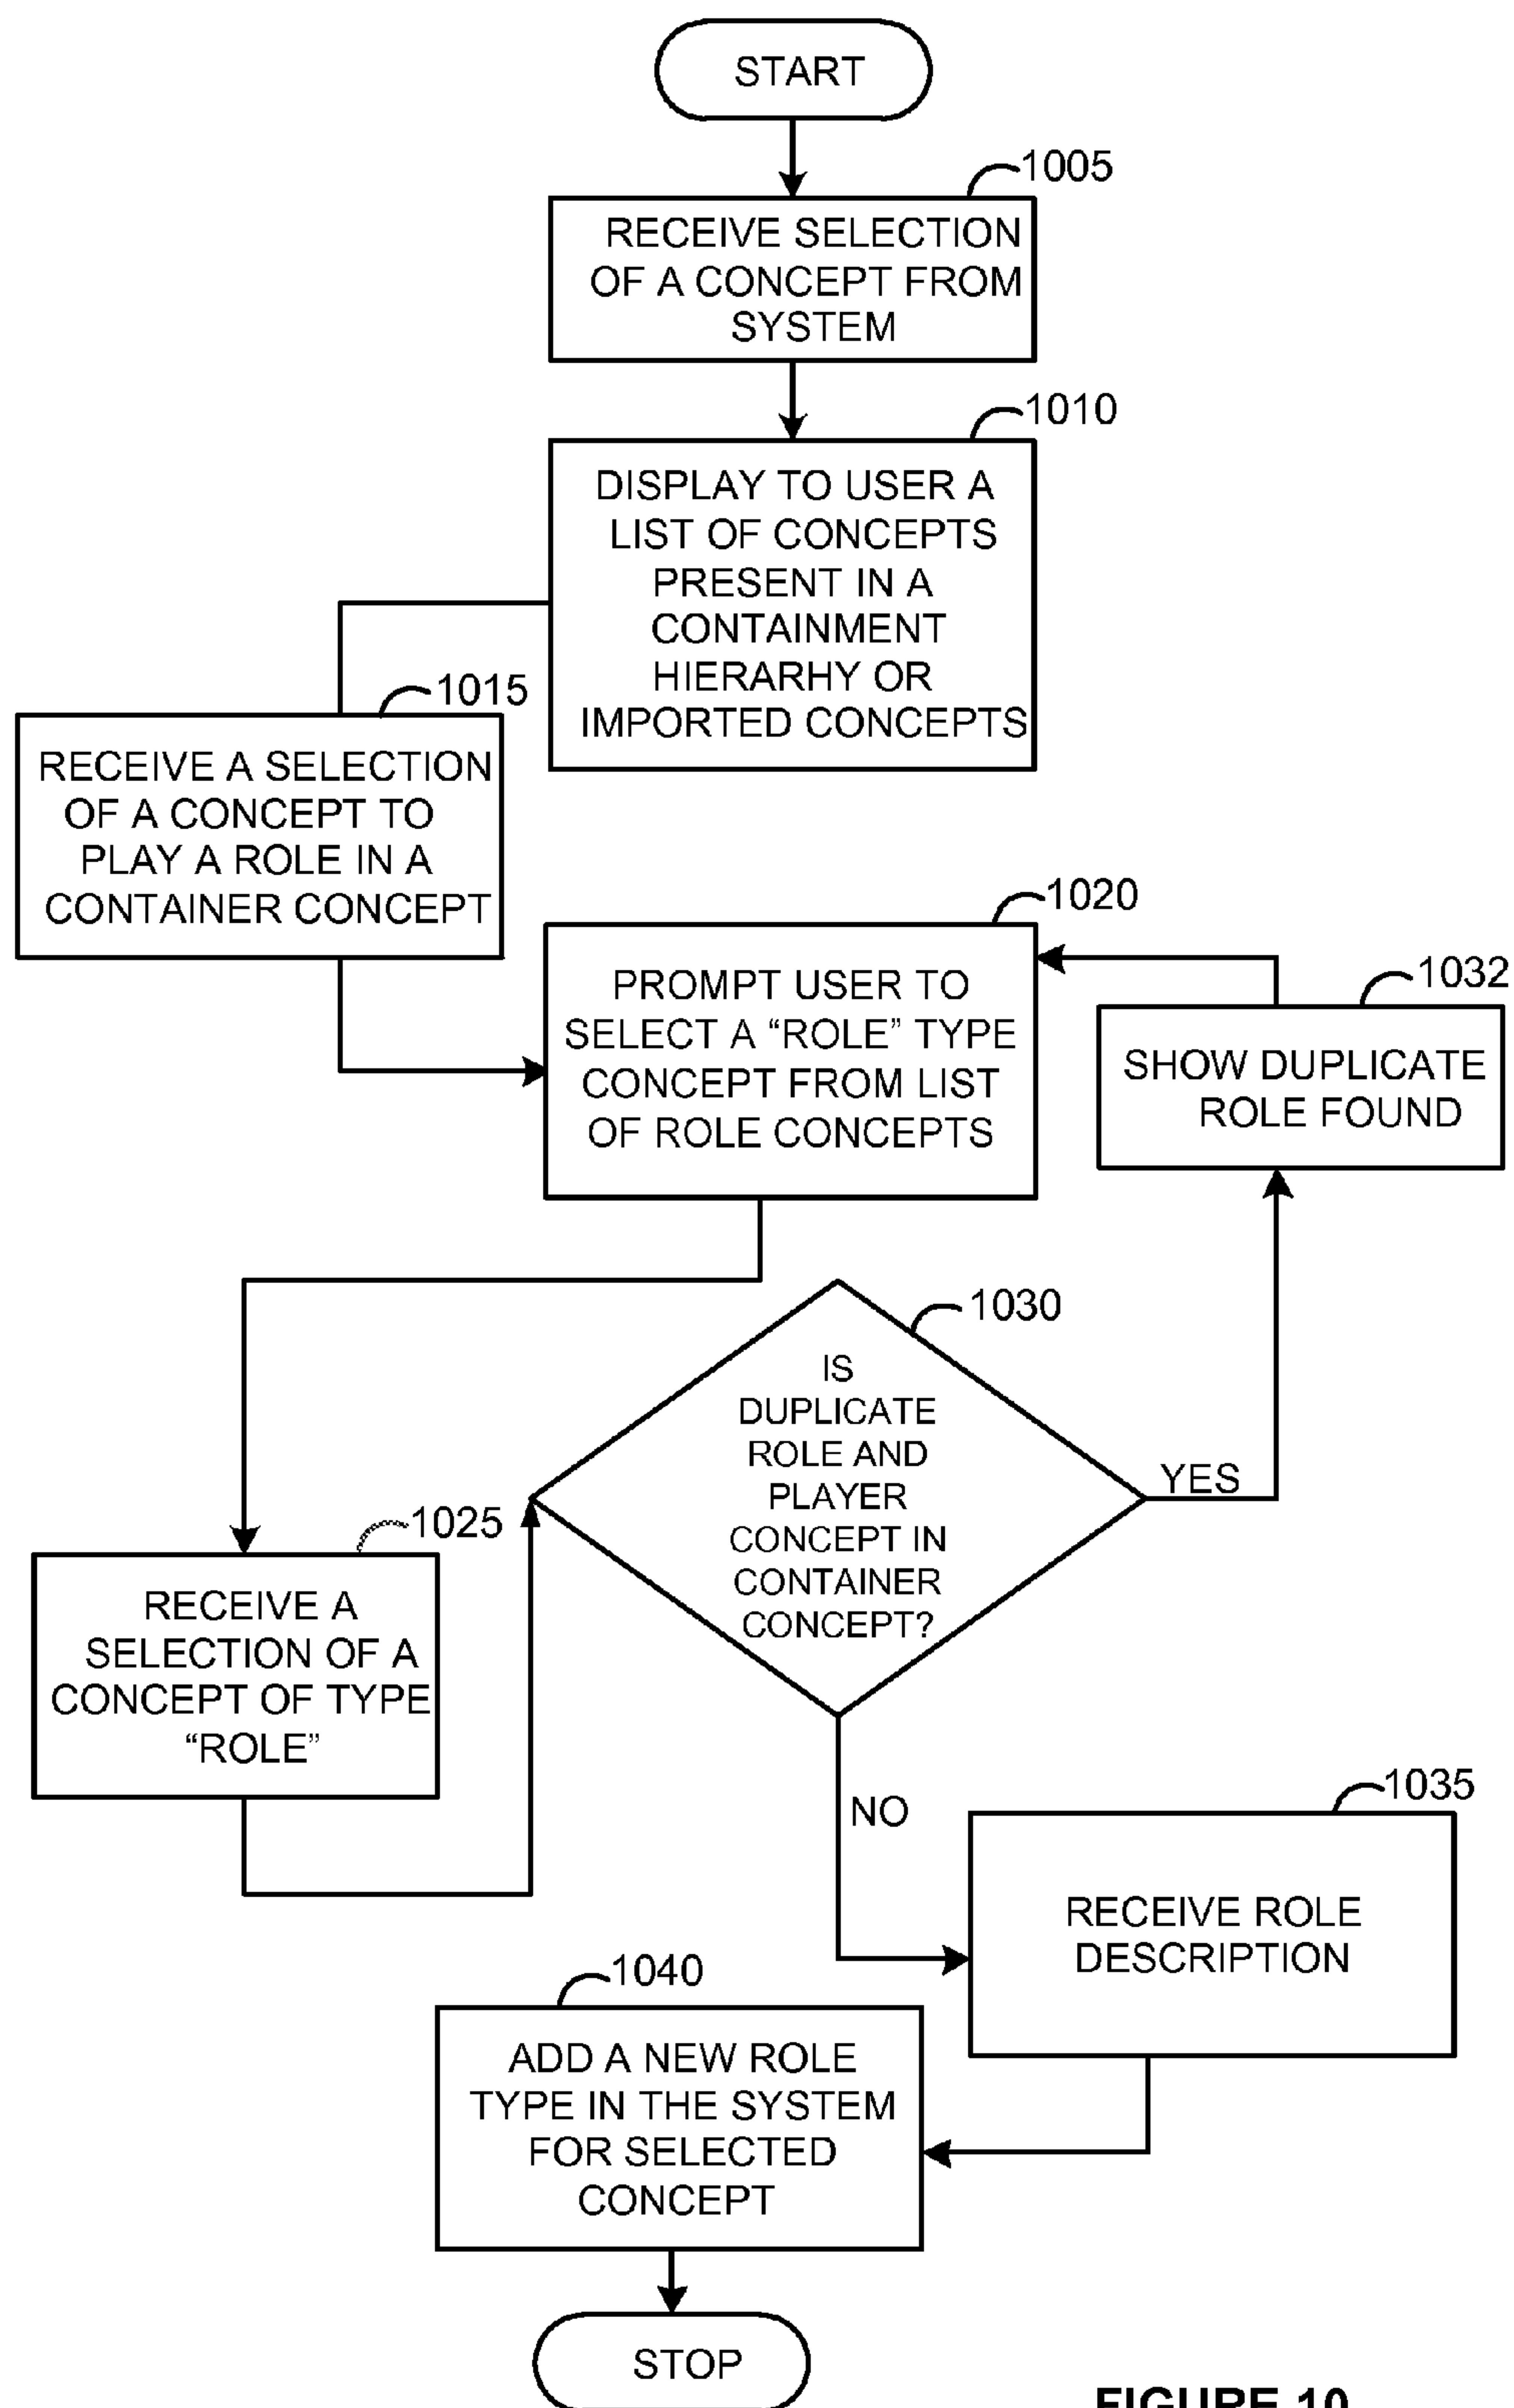 START
1005
RECEIVE SELECTION
OF A CONCEPT FROM
SYSTEM
1010
DISPLAY TO USER A
LIST OF CONCEPTS
PRESENT IN A
CONTAINMENT
HIERARHY OR
IMPORTED CONCEPTS
1015
RECEIVE A SELECTION
OF A CONCEPT TO
PLAY A ROLE IN A
CONTAINER CONCEPT
1020
PROMPT USER TO
SELECT A “ROLE” TYPE
CONCEPT FROM LIST
OF ROLE CONCEPTS
1032
SHOW DUPLICATE
ROLE FOUND
1030
IS
DUPLICATE
ROLE AND
PLAYER
CONCEPT IN
CONTAINER
CONCEPT?
YES
1025
RECEIVE A
SELECTION OF A
CONCEPT OF TYPE
“ROLE”
NO
1035
RECEIVE ROLE
DESCRIPTION
1040
ADD A NEW ROLE
TYPE IN THE SYSTEM
FOR SELECTED
CONCEPT
STOP
FIGURE 10